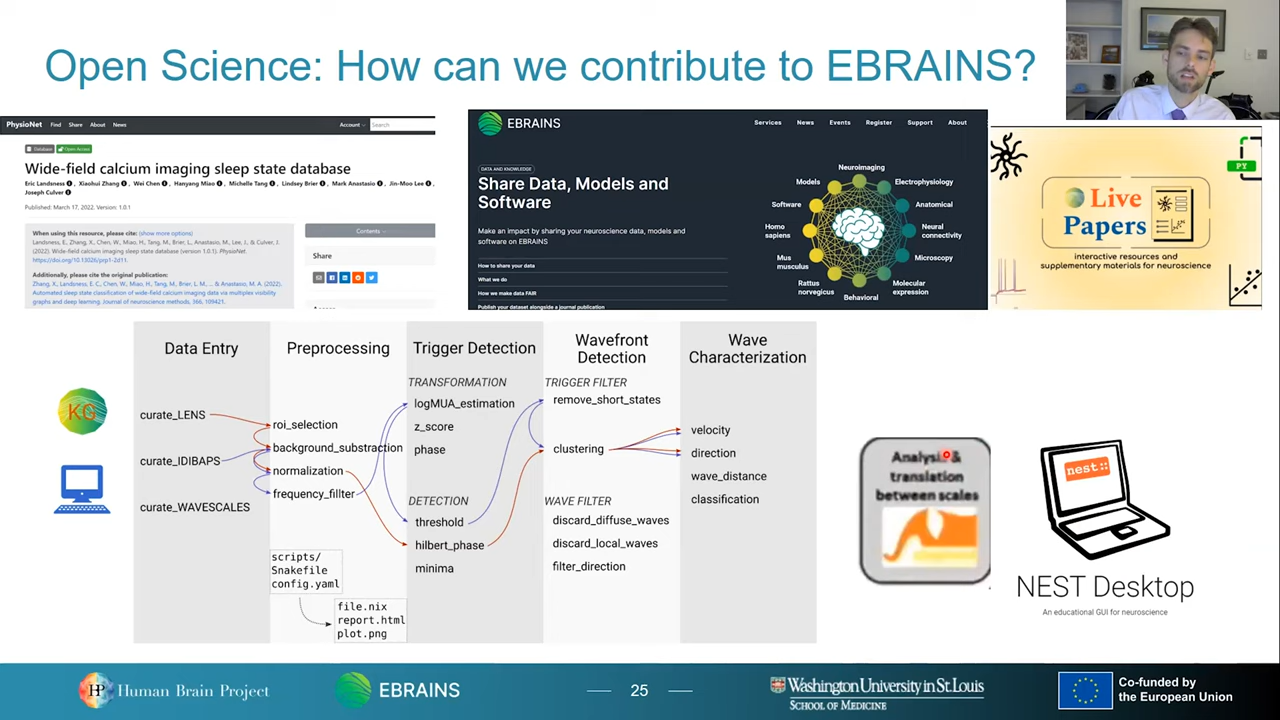 Open Science: How can we contribute to EBRAINS?
PhysioNet Find Share About News Account Search
Database Open Access
Wide-field calcium imaging sleep state database
Eric Landsness, Xiaohui Zhang, Wei Chen, Hanyang Miao, Michelle Tang, Lindsey Brier, Mark Anastasio, Jin-Moo Lee,
Joseph Culver
Published: March 17, 2022. Version: 1.0.1
When using this resource, please cite: (show more options)
Landsness, E., Zhang, X., Chen, W., Miao, H., Tang, M., Brier, L., Anastasio, M., Lee, J., & Culver, J.
(2022). Wide-field calcium imaging sleep state database (version 1.0.1). PhysioNet.
Additionally, please cite the original publication:
Zhang, X., Landsness, E. C., Chen, W., Miao, H., Tang, M., Brier, L. M., ... & Anastasio, M. A. (2022).
Automated sleep state classification of wide-field calcium imaging data via multiplex visibility
graphs and deep learning. Journal of neuroscience methods, 366, 109421.
Contents
Share
EBRAINS
Services News Events Register Support About
DATA AND KNOWLEDGE
Share Data, Models and
Software
Make an impact by sharing your neuroscience data, models and
software on EBRAINS
How to share your data
What we do
How we make data FAIR
Publish your dataset alongside a journal publication
Neuroimaging
Models
Electrophysiology
Software
Anatomical
Homo
sapiens
Neural
connectivity
Mus
musculus
Microscopy
Rattus
norvegicus
Molecular
expression
Behavioral
PY
Live
Papers
interactive resources and
supplementary materials for neuroscience
Data Entry
Preprocessing
Trigger Detection
Wavefront
Detection
Wave
Characterization
KG
curate_LENS
curate_IDIBAPS
curate_WAVESCALES
roi_selection
background_substraction
normalization
frequency_fillter
scripts/
Snakefile
config.yaml
file.nix
report.html
plot.png
TRANSFORMATION
logMUA_estimation
z_score
phase
DETECTION
threshold
hilbert_phase
minima
TRIGGER FILTER
remove_short_states
clustering
WAVE FILTER
discard_diffuse_waves
discard_local_waves
filter_direction
velocity
direction
wave_distance
classification
Analysis &
translation
between scales
nest::
NEST Desktop
An educational GUI for neuroscience
HP Human Brain Project
EBRAINS
25
Washington University in St. Louis
SCHOOL OF MEDICINE
Co-funded by
the European Union